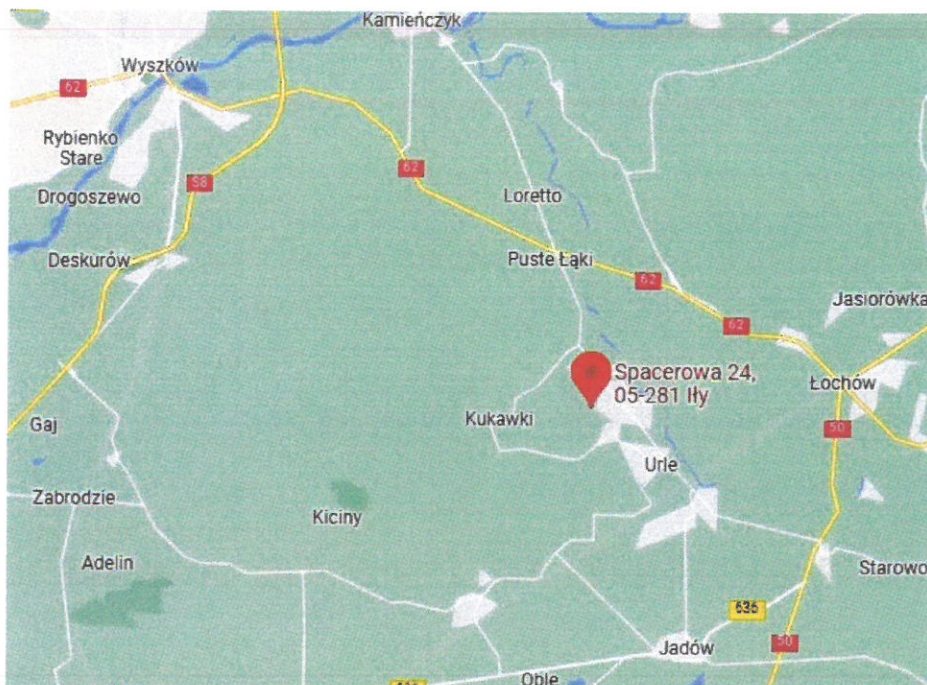 Kamieńczyk
Wyszków
62
Rybienko
Stare
S8
62
Drogoszewo
Loretto
Deskurów
Puste Łąki
62
Jasiorówka
62
Spacerowa 24,
05-281 Iły
Łochów
Gaj
Kukawki
50
Urle
Zabrodzie
Kiciny
Adelin
Starowo
636
50
Jadów
Oble